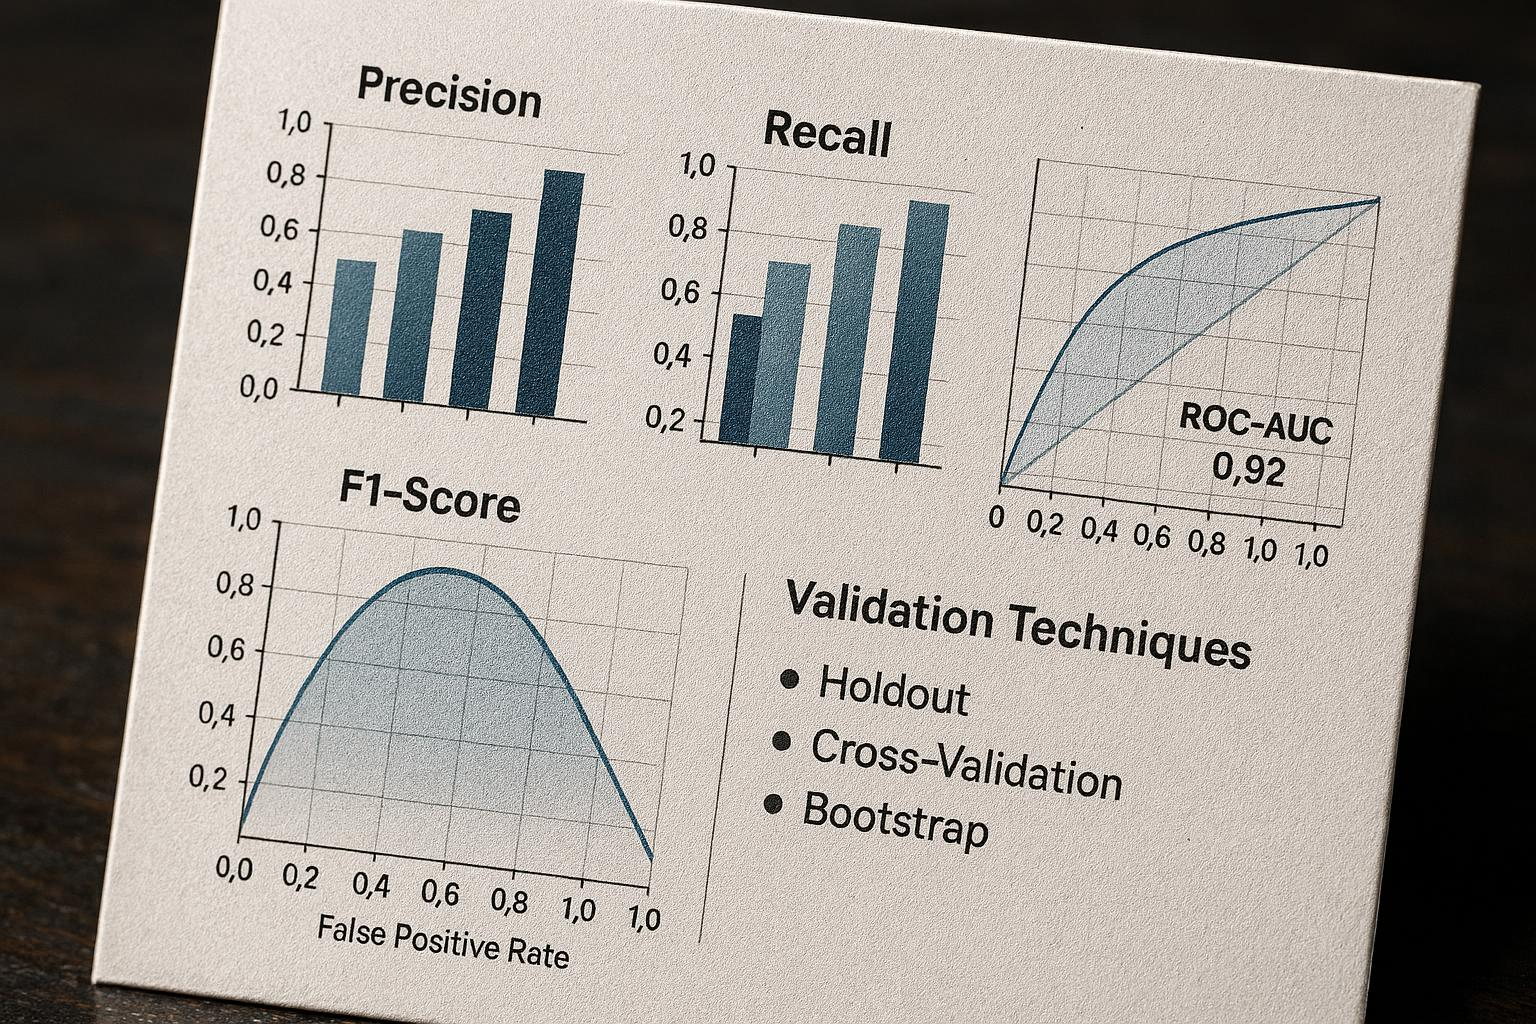 Precision
1,0
0,8
0,6
0,4
0,2
0,0
Recall
1,0
0,8
0,6
0,4
0,2
ROC-AUC
0,92
0 0,2 0,4 0,6 0,8 1,0 1,0
F1-Score
1,0
0,8
0,6
0,4
0,2
0,0 0,2 0,4 0,6 0,8 1,0 1,0
False Positive Rate
Validation Techniques
• Holdout
• Cross-Validation
• Bootstrap